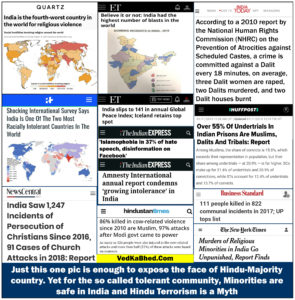 QUARTZ
India is the fourth-worst country in
the world for religious violence
Shocking International Survey Says
India Is One Of The Two Most
Racially Intolerant Countries In The
World
NewsCentral
India Saw 1,247
Incidents of
Persecution of
Christians Since 2016,
91 Cases of Church
Attacks in 2018: Report
ET
Believe it or not: India had the
highest number of blasts in the
world
ET
India slips to 141 in annual Global
Peace Index; Iceland retains top
spot
The Indian EXPRESS
'Islamophobia in 37% of hate
speech, disinformation on
Facebook'
The Indian EXPRESS
Amnesty International
annual report condemns
'growing intolerance' in
India
hindustantimes
86% killed in cow-related violence
since 2010 are Muslim, 97% attacks
after Modi govt came to power
VedKaBhed.Com
INDIA
TODAY
According to a 2010 report by
the National Human Rights
Commission (NHRC) on the
Prevention of Atrocities against
Scheduled Castes, a crime is
committed against a Dalit
every 18 minutes, on average,
three Dalit women are raped,
two Dalits murdered, and two
Dalit houses burnt
HUFFPOST
Over 55% Of Undertrials In
Indian Prisons Are Muslims,
Dalits And Tribals: Report
Business Standard
111 people killed in 822
communal incidents in 2017; UP
tops list
The New York Times
Murders of Religious
Minorities in India Go
Unpunished, Report Finds
Just this one pic is enough to expose the face of Hindu-Majority
country. Yet for the so called tolerant community, Minorities are
safe in India and Hindu Terrorism is a Myth